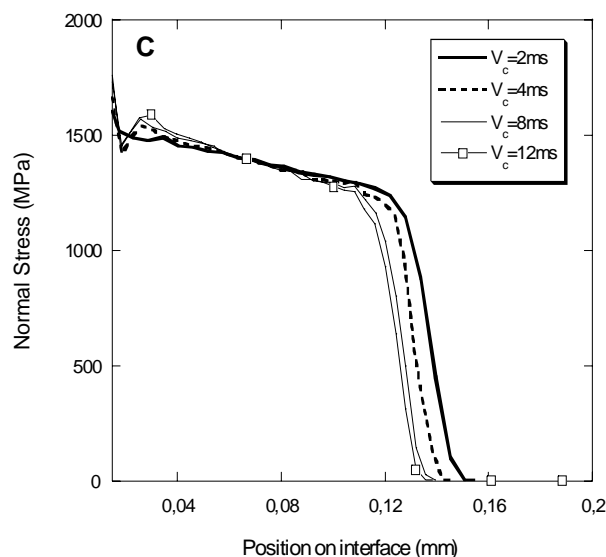 C
V_c=2ms
V_c=4ms
V_c=8ms
V_c=12ms
2000
1500
1000
500
0
Normal Stress (MPa)
0,04
0,08
0,12
0,16
0,2
Position on interface (mm)